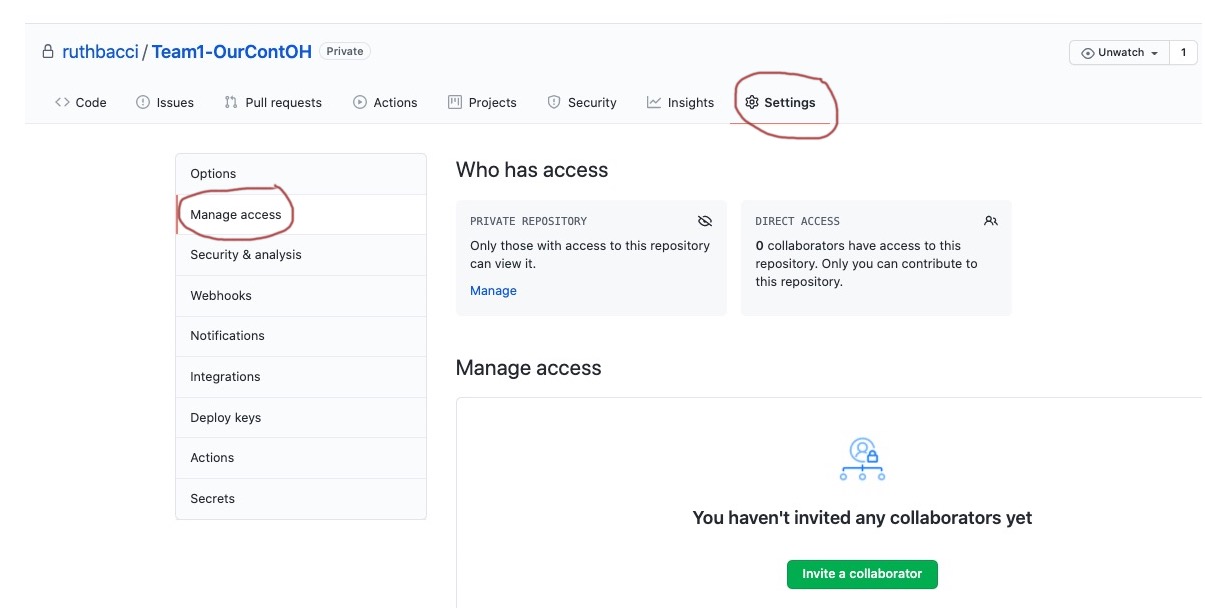 ruthbacci / Team1-OurContOH Private
Unwatch 1
Code Issues Pull requests Actions Projects Security Insights Settings
Options
Manage access
Security & analysis
Webhooks
Notifications
Integrations
Deploy keys
Actions
Secrets
Who has access
PRIVATE REPOSITORY
Only those with access to this repository
can view it.
Manage
DIRECT ACCESS
0 collaborators have access to this
repository. Only you can contribute to
this repository.
Manage access
You haven't invited any collaborators yet
Invite a collaborator